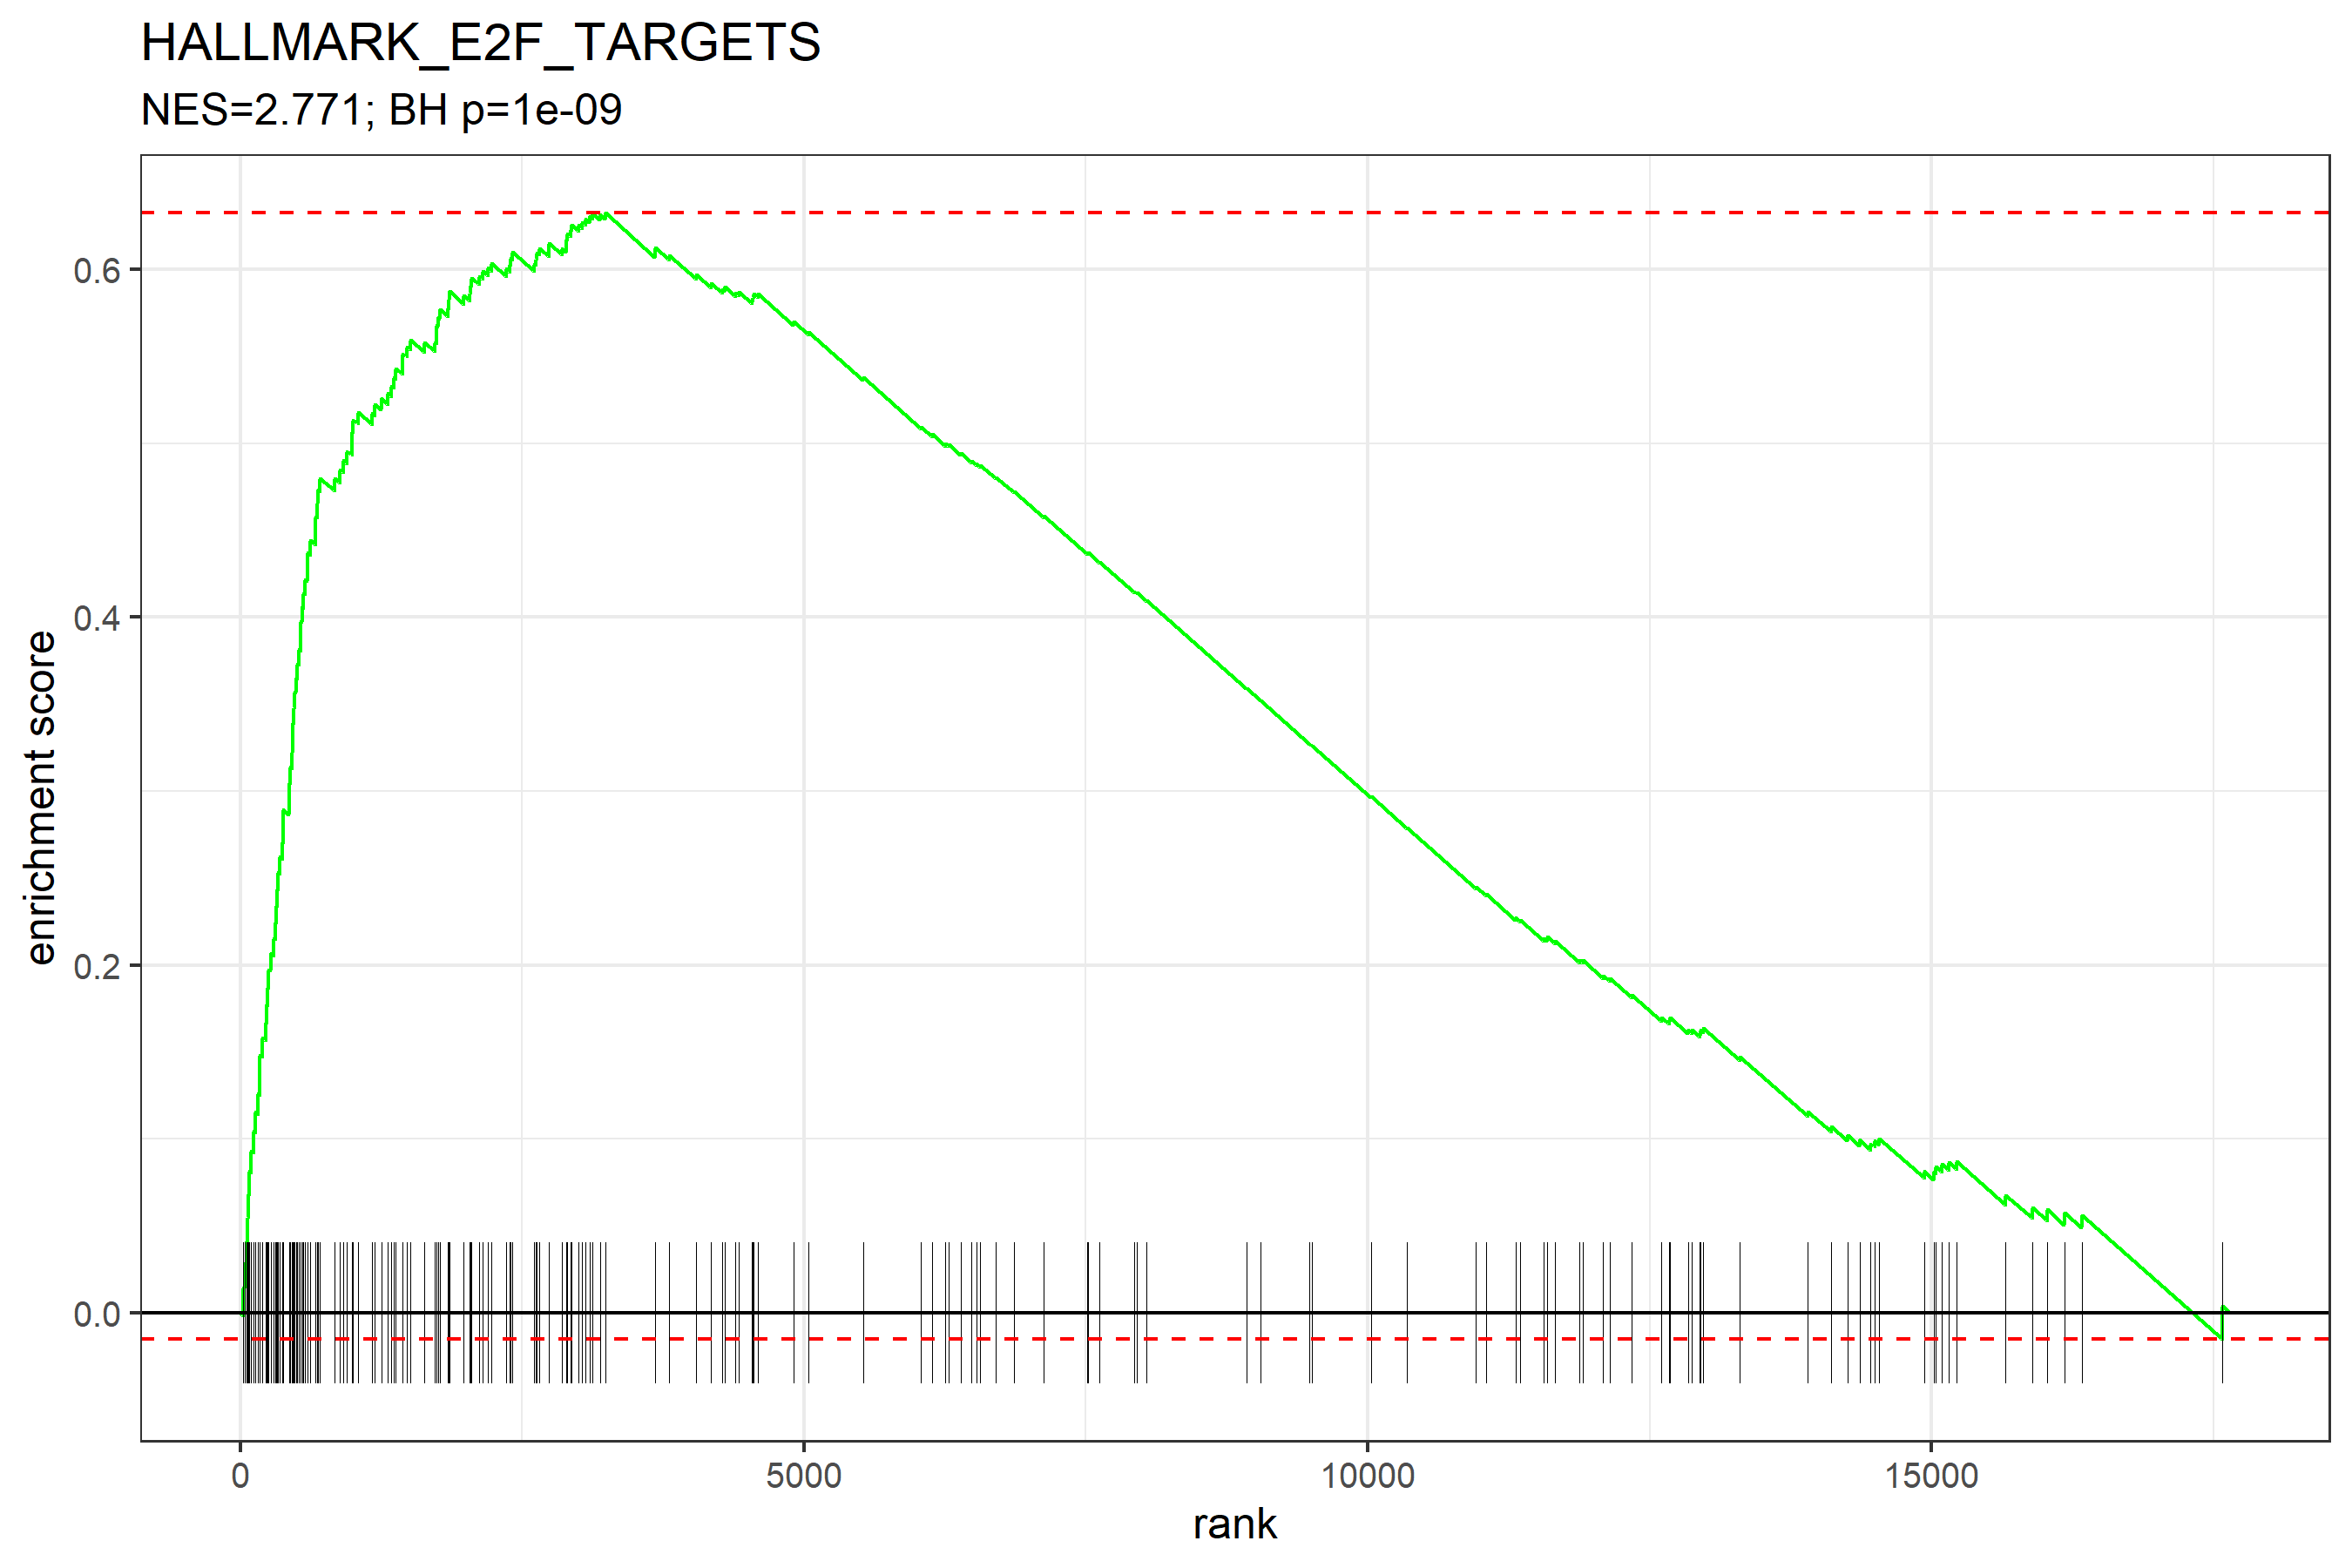 HALLMARK_E2F_TARGETS
NES=2.771; BH p=1e-09
enrichment score
0.6
0.4
0.2
0.0
0 5000 10000 15000
rank